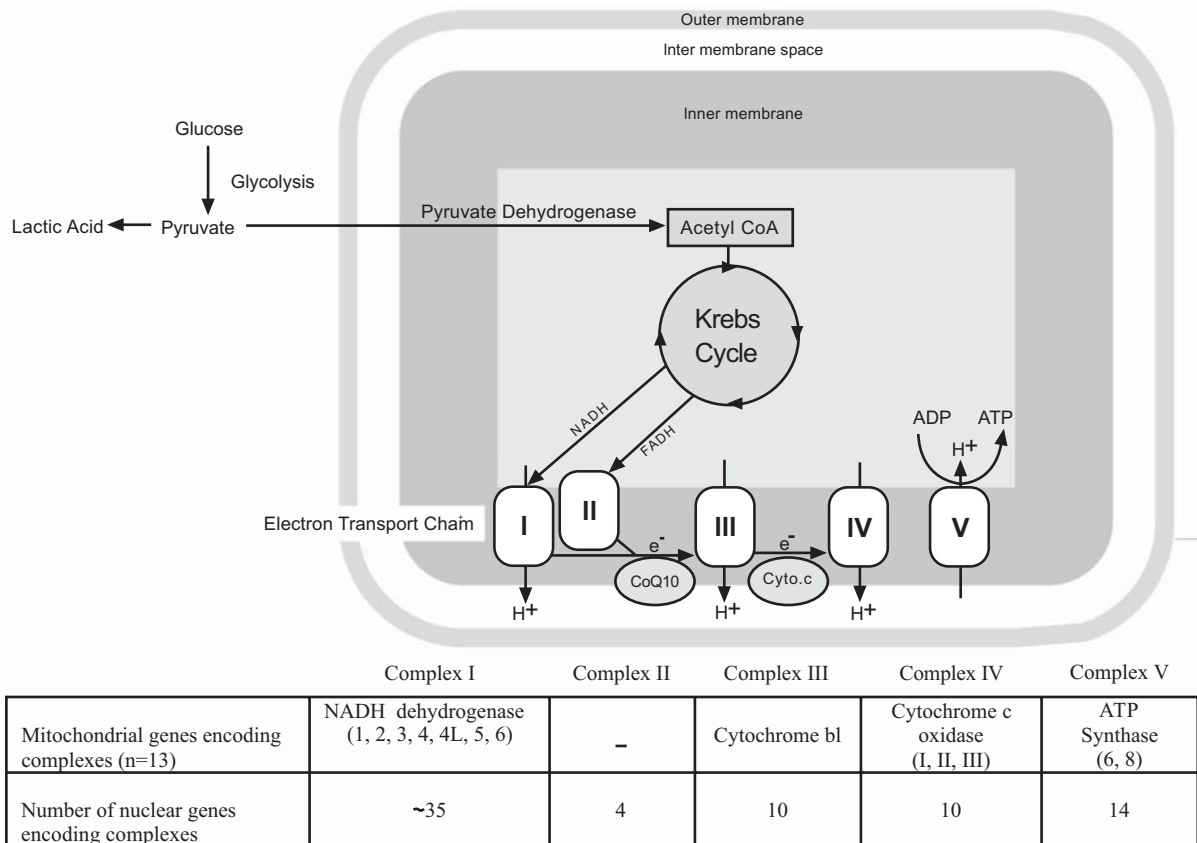 Outer membrane
Inter membrane space
Inner membrane
Glucose
Glycolysis
Lactic Acid
Pyruvate
Pyruvate Dehydrogenase
Acetyl CoA
Krebs
Cycle
NADH
FADH
ADP
ATP
H+
Electron Transport Chain
I
II
III
IV
V
e-
e-
CoQ10
Cyto.c
H+
H+
H+
Complex I
Complex II
Complex III
Complex IV
Complex V
Mitochondrial genes encoding
complexes (n=13)
NADH dehydrogenase
(1, 2, 3, 4, 4L, 5, 6)
–
Cytochrome bl
Cytochrome c
oxidase
(I, II, III)
ATP
Synthase
(6, 8)
Number of nuclear genes
encoding complexes
~35
4
10
10
14